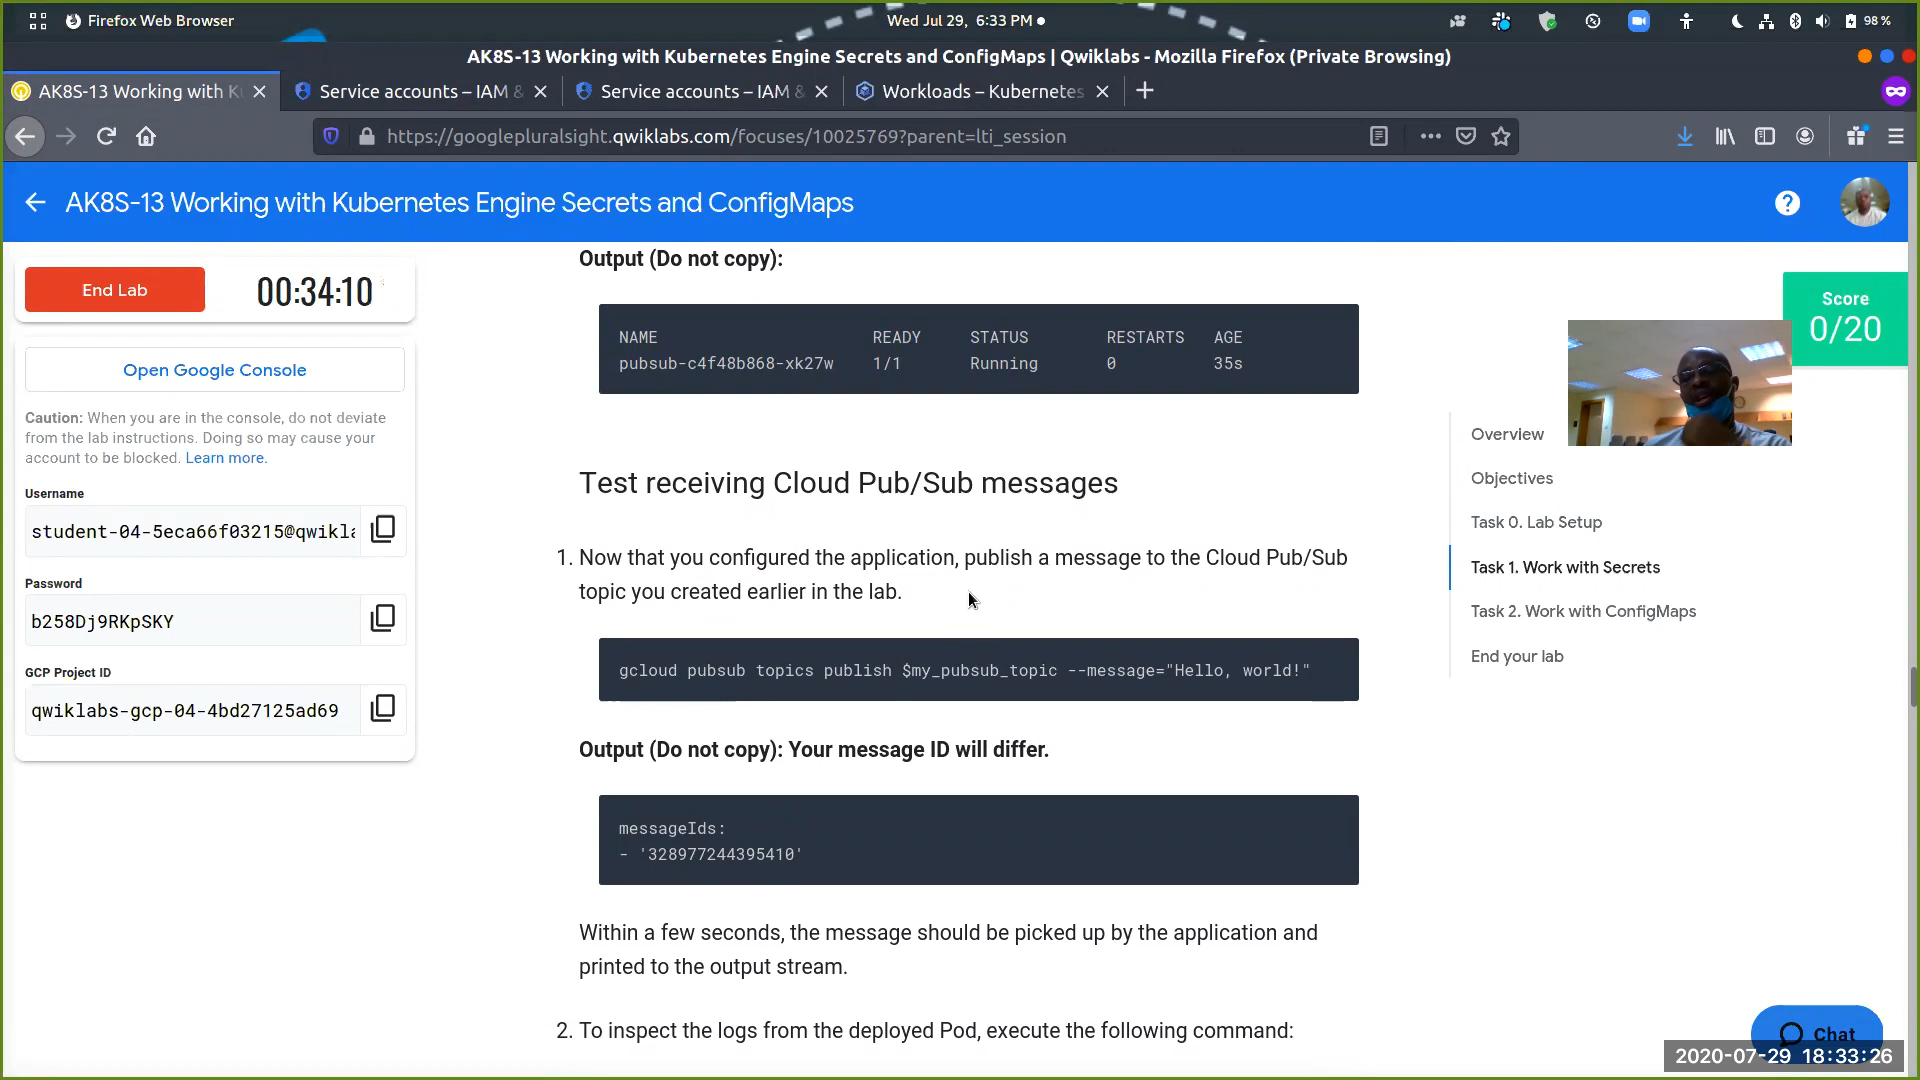 Firefox Web Browser
Wed Jul 29, 6:33 PM
98 %
AK8S-13 Working with Kubernetes Engine Secrets and ConfigMaps | Qwiklabs - Mozilla Firefox (Private Browsing)
AK8S-13 Working with K
Service accounts – IAM &
Service accounts – IAM &
Workloads – Kubernetes
https://googlepluralsight.qwiklabs.com/focuses/10025769?parent=lti_session
AK8S-13 Working with Kubernetes Engine Secrets and ConfigMaps
End Lab
00:34:10
Open Google Console
Caution: When you are in the console, do not deviate
from the lab instructions. Doing so may cause your
account to be blocked. Learn more.
Username
student-04-5eca66f03215@qwikla
Password
b258Dj9RKpSKY
GCP Project ID
qwiklabs-gcp-04-4bd27125ad69
Output (Do not copy):
NAME READY STATUS RESTARTS AGE
pubsub-c4f48b868-xk27w 1/1 Running 0 35s
Test receiving Cloud Pub/Sub messages
1. Now that you configured the application, publish a message to the Cloud Pub/Sub
topic you created earlier in the lab.
gcloud pubsub topics publish $my_pubsub_topic --message="Hello, world!"
Output (Do not copy): Your message ID will differ.
messageIds:
- '328977244395410'
Within a few seconds, the message should be picked up by the application and
printed to the output stream.
2. To inspect the logs from the deployed Pod, execute the following command:
Score
0/20
Overview
Objectives
Task 0. Lab Setup
Task 1. Work with Secrets
Task 2. Work with ConfigMaps
End your lab
Chat
2020-07-29 18:33:26